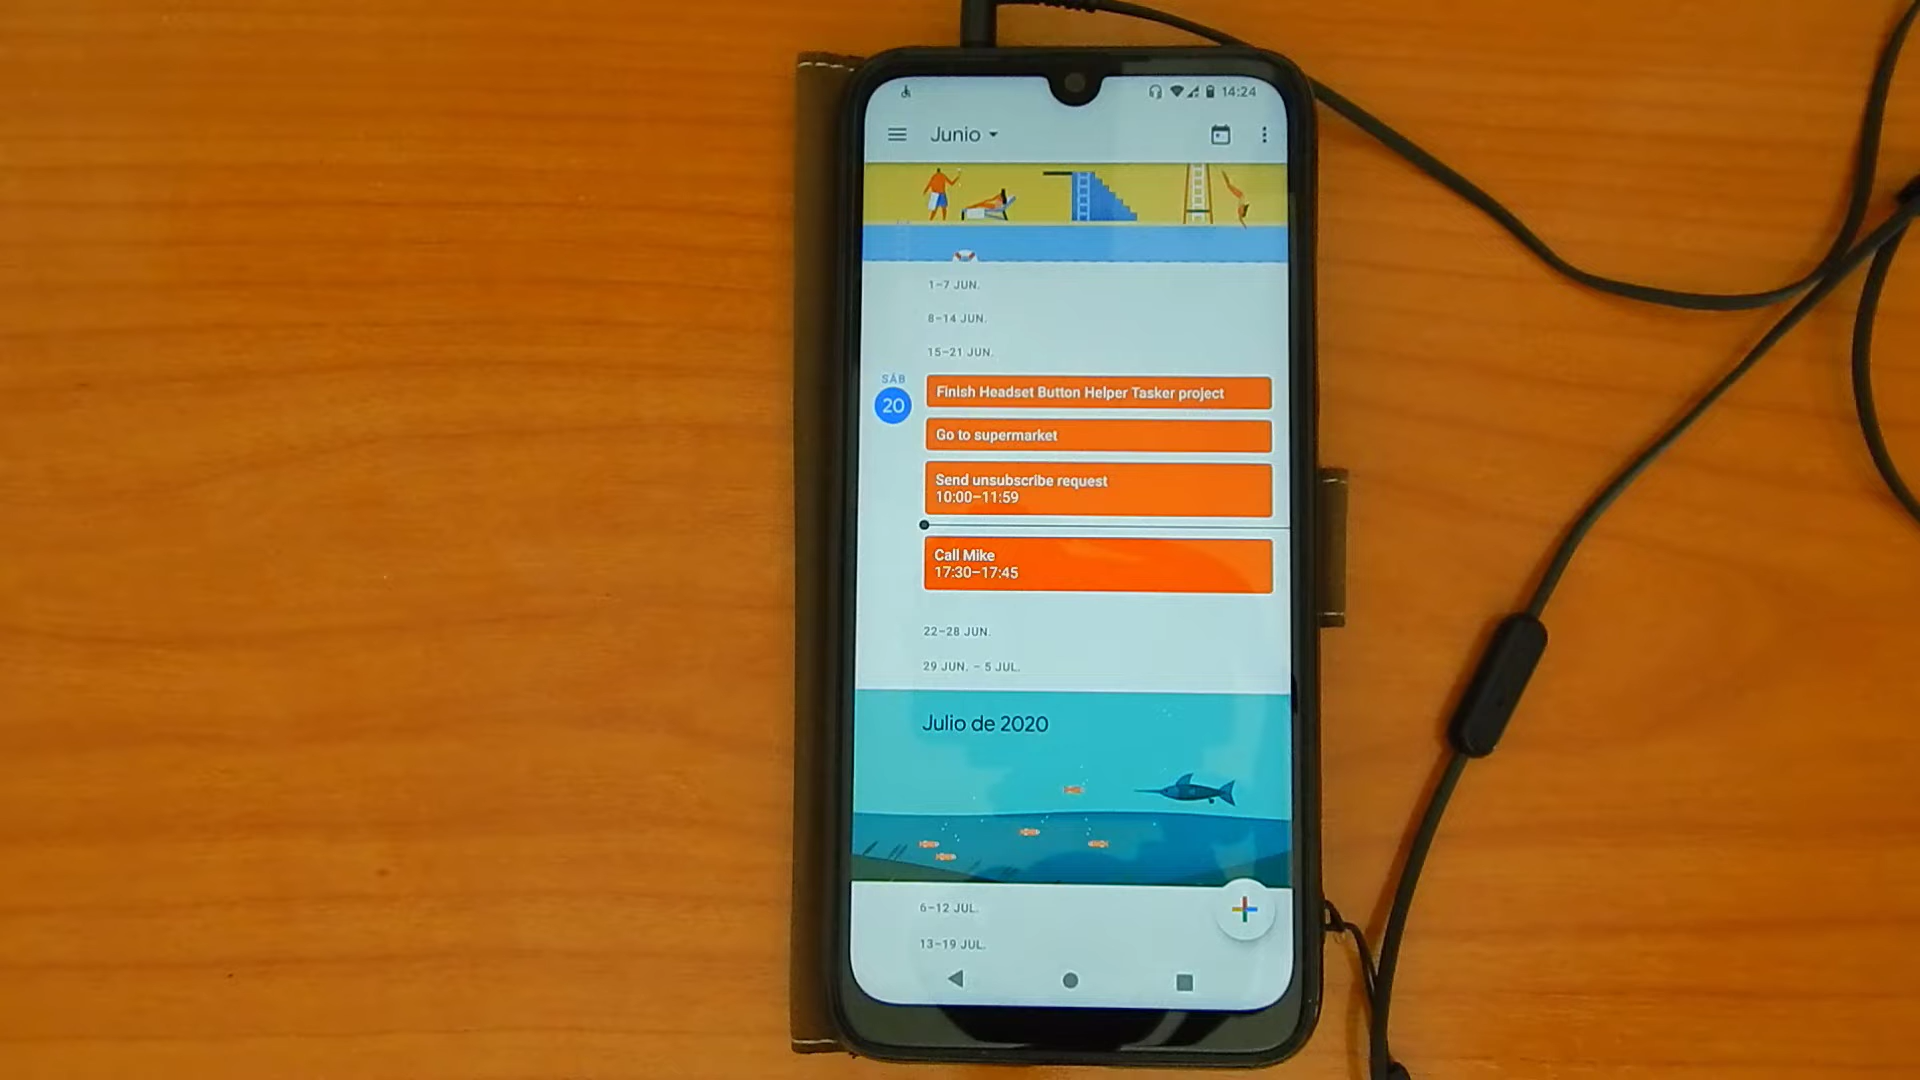 14:24
Junio
1–7 JUN.
8–14 JUN.
15–21 JUN.
SÁB
20
Finish Headset Button Helper Tasker project
Go to supermarket
Send unsubscribe request
10:00–11:59
Call Mike
17:30–17:45
22–28 JUN.
29 JUN. – 5 JUL.
Julio de 2020
6–12 JUL.
13–19 JUL.